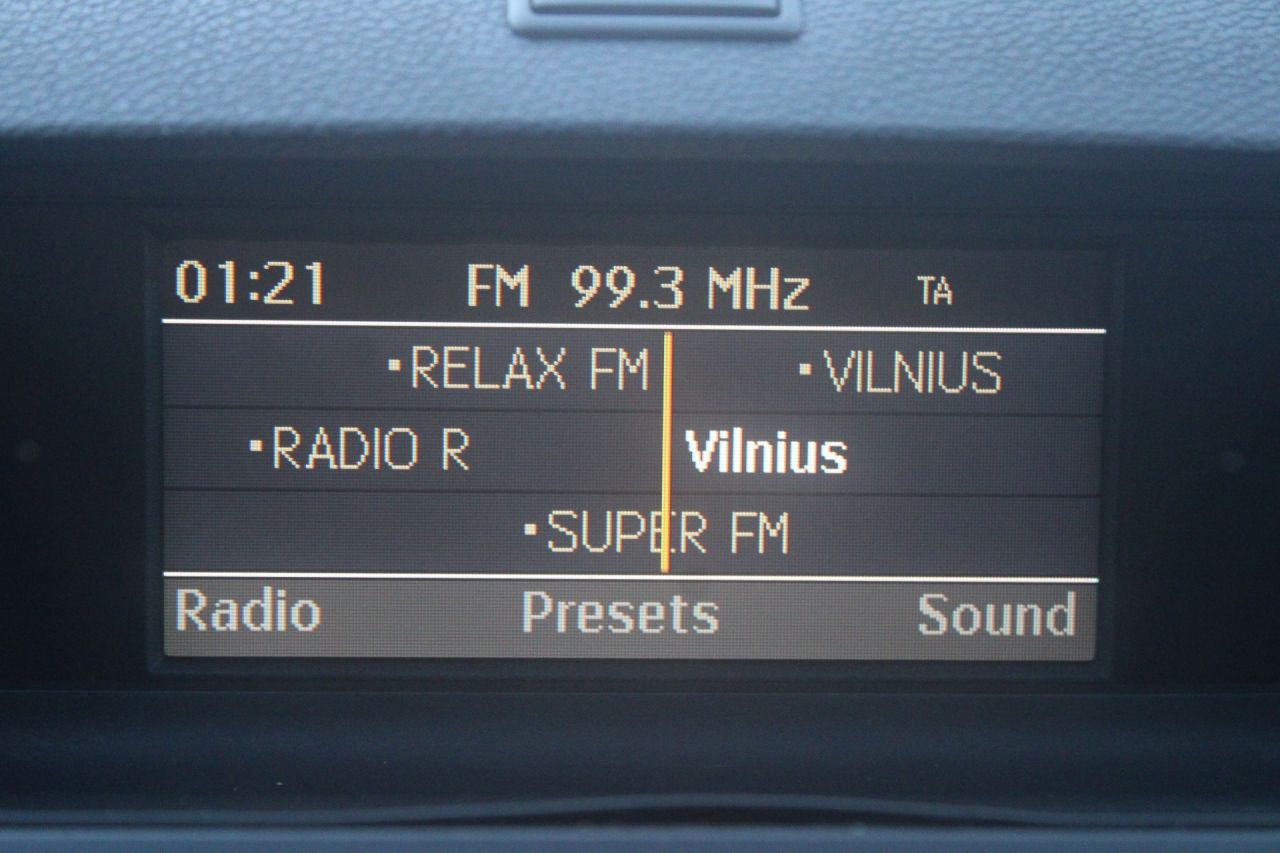 01:21 FM 99.3 MHz TA
RELAX FM VILNIUS
RADIO R Vilnius
SUPER FM
Radio Presets Sound